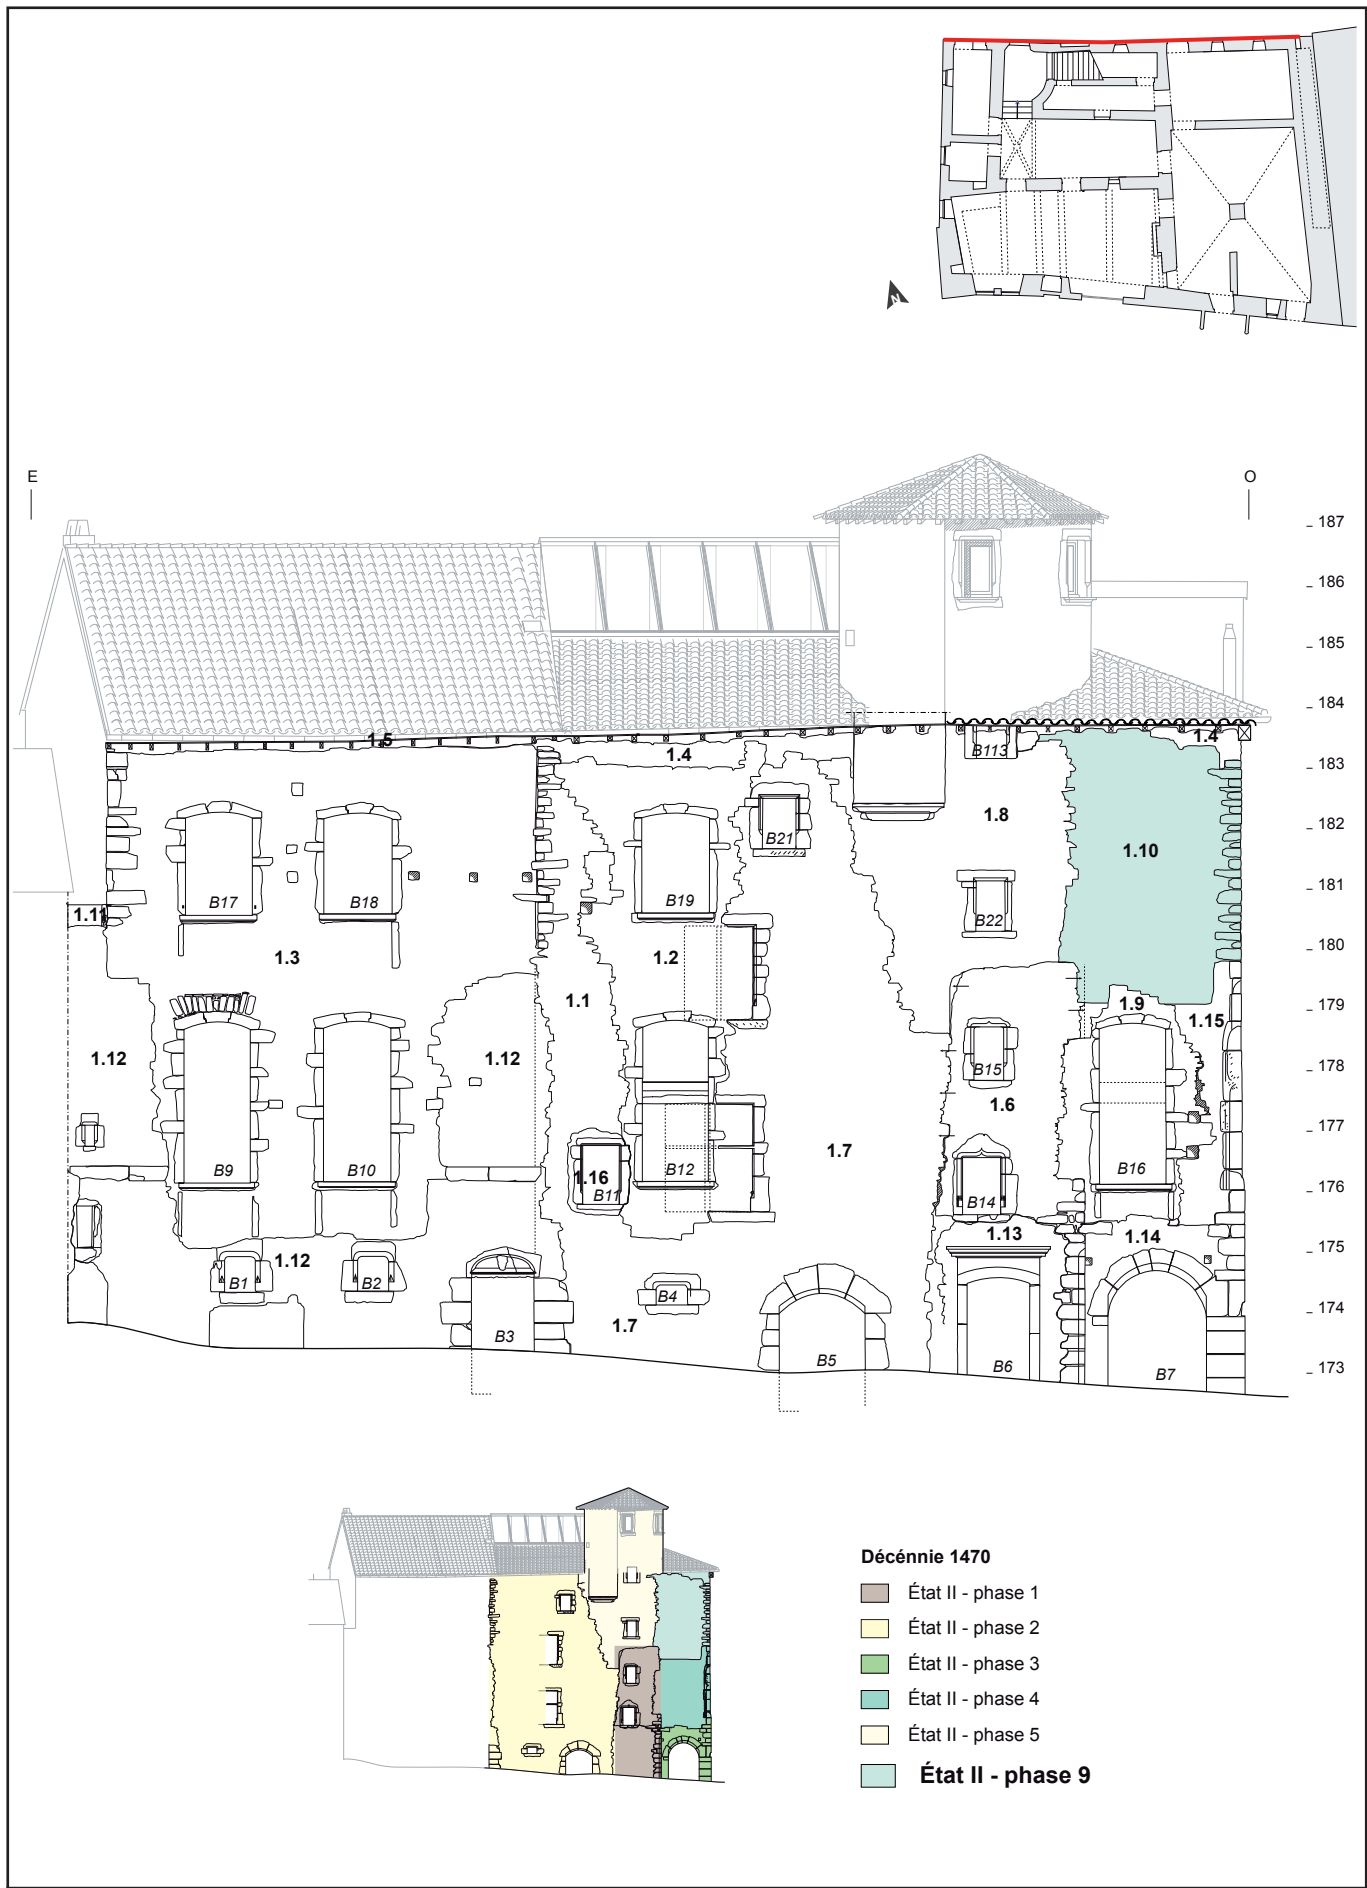 N
E
O
187
186
185
184
183
182
181
180
179
178
177
176
175
174
173
1.5
1.4
B113
1.4
B21
1.8
1.10
B17
B18
B19
B22
1.11
1.3
1.2
1.1
1.9
1.15
1.12
1.12
B15
1.6
B9
B10
1.16
B11
B12
1.7
B14
B16
1.13
1.14
1.12
B1
B2
B4
B3
1.7
B5
B6
B7
Décénnie 1470
État II - phase 1
État II - phase 2
État II - phase 3
État II - phase 4
État II - phase 5
État II - phase 9